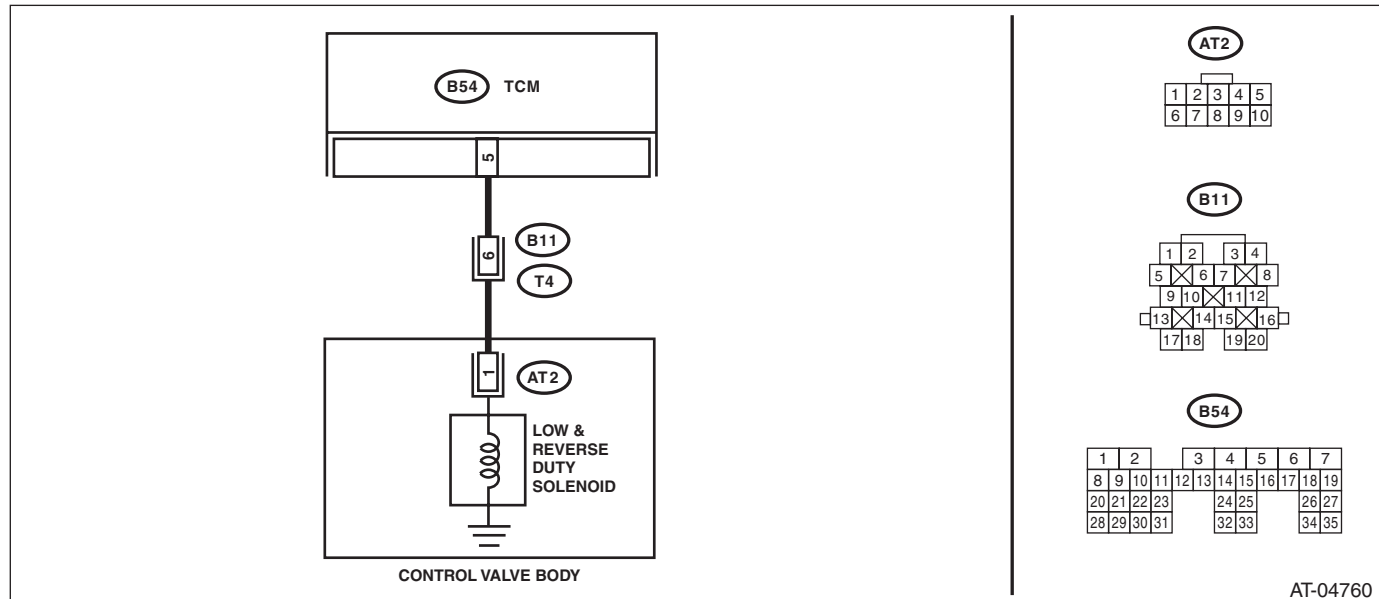 B54 TCM
5
6
B11
T4
1
AT2
LOW &
REVERSE
DUTY
SOLENOID
CONTROL VALVE BODY
AT2
1 2 3 4 5
6 7 8 9 10
B11
1 2 3 4
5 6 7 8
9 10 11 12
13 14 15 16
17 18 19 20
B54
1 2 3 4 5 6 7
8 9 10 11 12 13 14 15 16 17 18 19
20 21 22 23 24 25 26 27
28 29 30 31 32 33 34 35
AT-04760